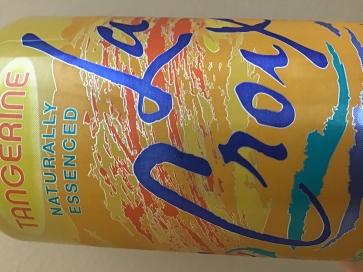 La
Croix
NATURALLY
ESSENCED
TANGERINE